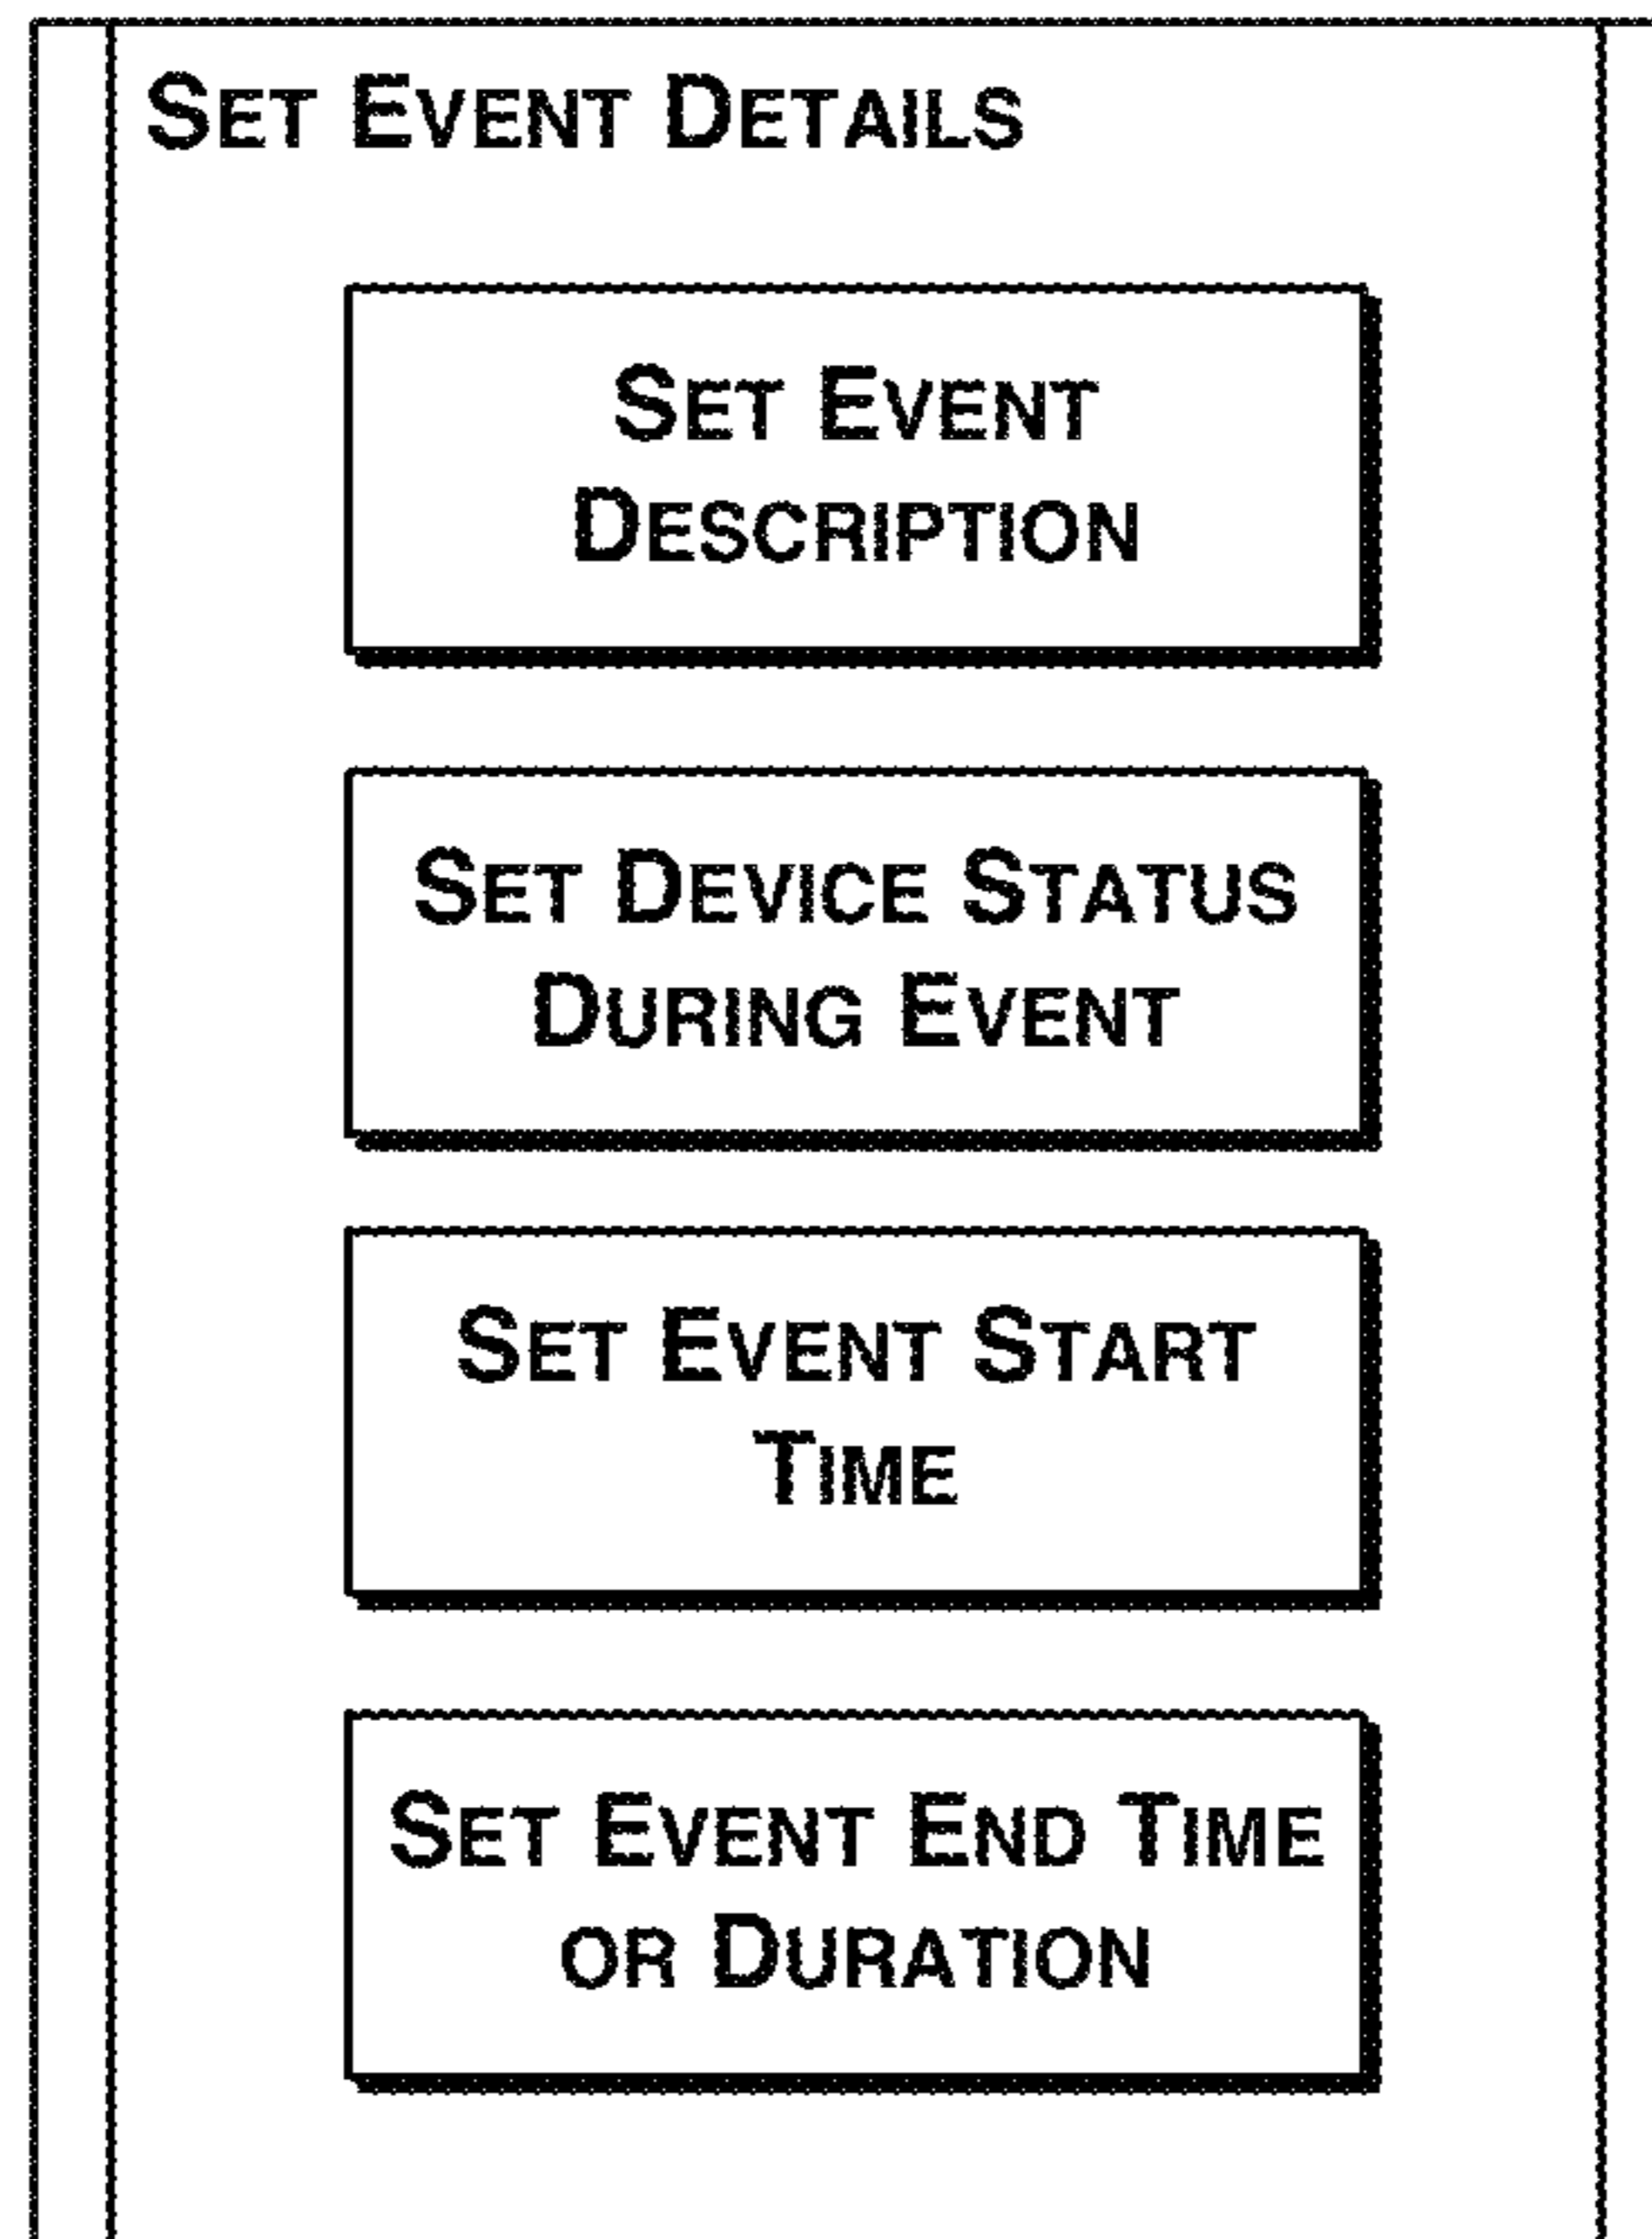 SET EVENT DETAILS
SET EVENT
DESCRIPTION
SET DEVICE STATUS
DURING EVENT
SET EVENT START
TIME
SET EVENT END TIME
OR DURATION